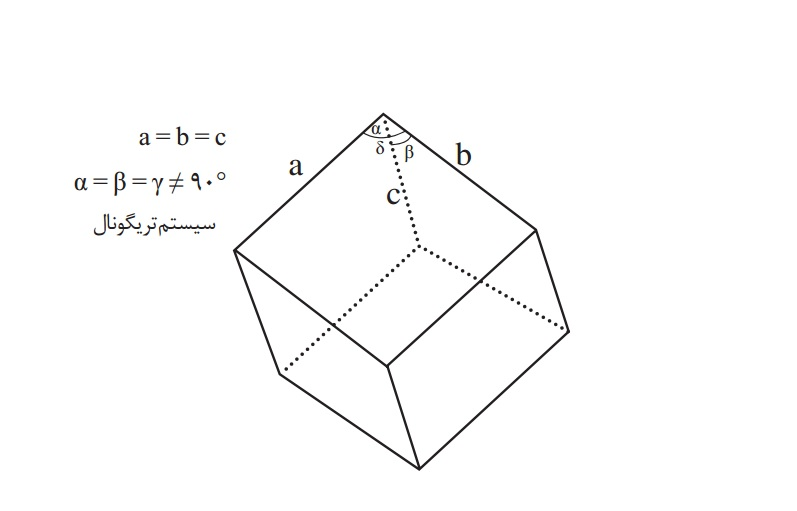 a = b = c
α = β = γ ≠ ۹۰°
سیستم تریگونال
a
b
c
α
δ
β